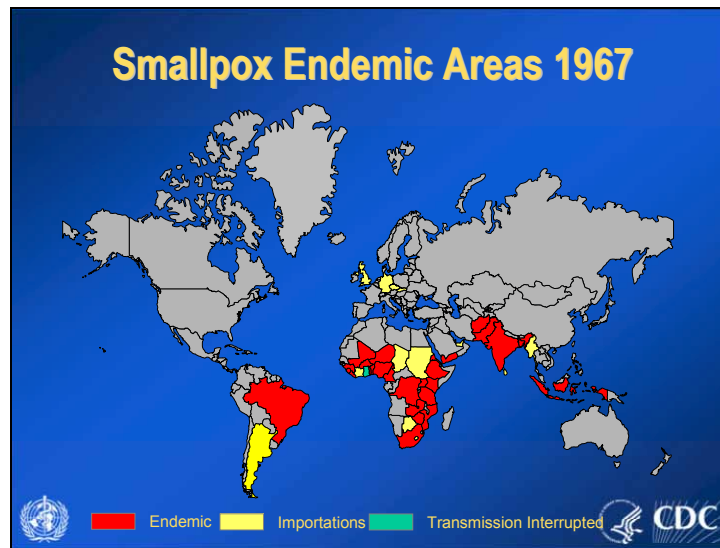 Smallpox Endemic Areas 1967
Endemic Importations Transmission Interrupted
CDC